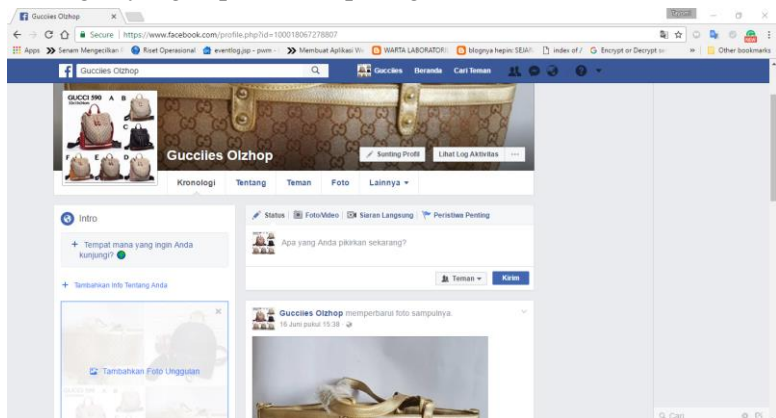 Gucciies Olzhop
Secure https://www.facebook.com/profile.php?id=100018067278807
Apps Senam Mengecilkan Riset Operasional eventlog.jsp - pwm - Membuat Aplikasi We WARTA LABORATORI blognya hepin: SEJA index of / Encrypt or Decrypt Other bookmarks
Gucciies Olzhop Gucciies Beranda Cari Teman
GUCCI 590 A B
C
F E D
Gucciies Olzhop Sunting Profil Lihat Log Aktivitas
Kronologi Tentang Teman Foto Lainnya
Intro
+ Tempat mana yang ingin Anda
kunjungi?
+ Tambahkan Info Tentang Anda
Tambahkan Foto Unggulan
Status Foto/Video Siaran Langsung Peristiwa Penting
Apa yang Anda pikirkan sekarang?
Teman Kirim
Gucciies Olzhop memperbarui foto sampulnya.
16 Juni pukul 15:38
Cari